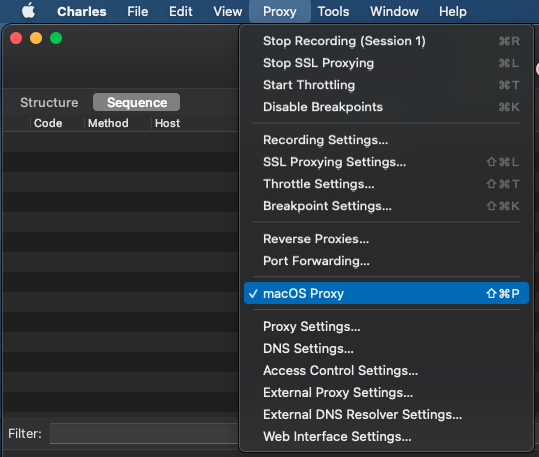 Charles File Edit View Proxy Tools Window Help
Stop Recording (Session 1) ⌘R
Stop SSL Proxying ⌘L
Start Throttling ⌘T
Disable Breakpoints ⌘K
Structure Sequence
Code Method Host
Recording Settings...
SSL Proxying Settings... ⇧⌘L
Throttle Settings... ⇧⌘T
Breakpoint Settings... ⇧⌘K
Reverse Proxies...
Port Forwarding...
✓ macOS Proxy ⇧⌘P
Proxy Settings...
DNS Settings...
Access Control Settings...
External Proxy Settings...
External DNS Resolver Settings...
Web Interface Settings...
Filter: